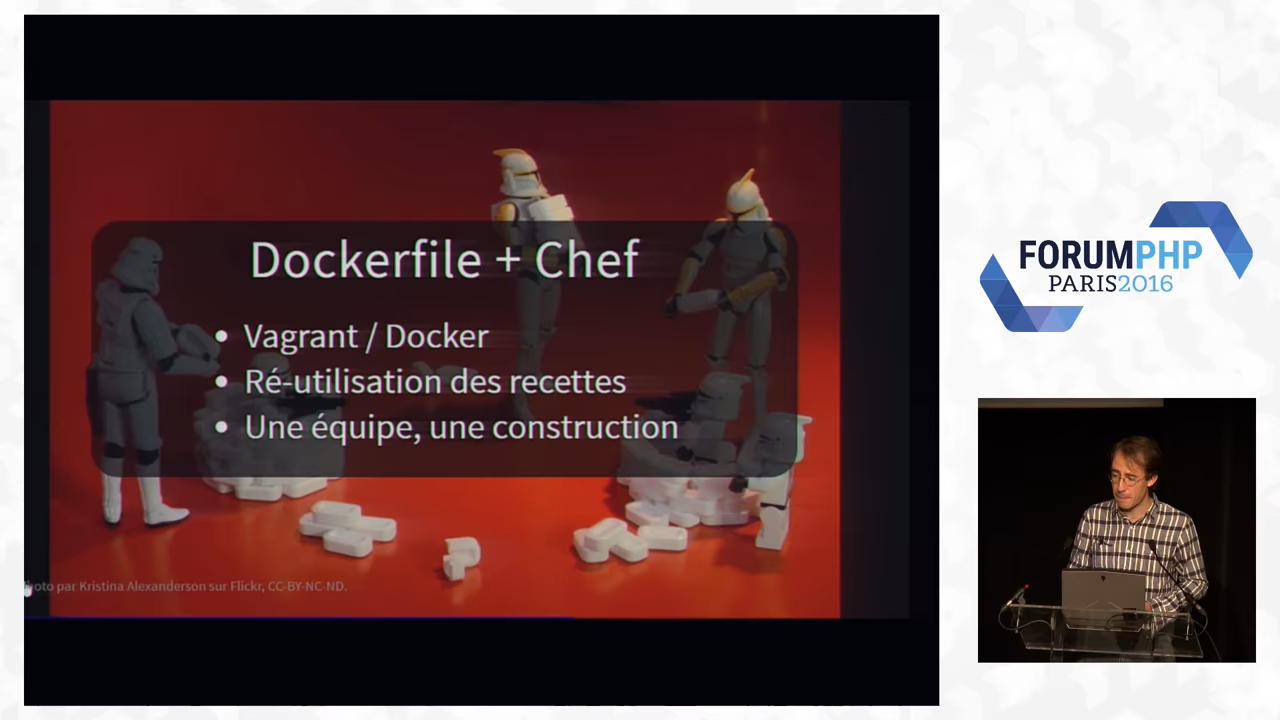 Dockerfile + Chef
Vagrant / Docker
Ré-utilisation des recettes
Une équipe, une construction
Photo par Kristina Alexanderson sur Flickr, CC-BY-NC-ND.
FORUMPHP
PARIS2016